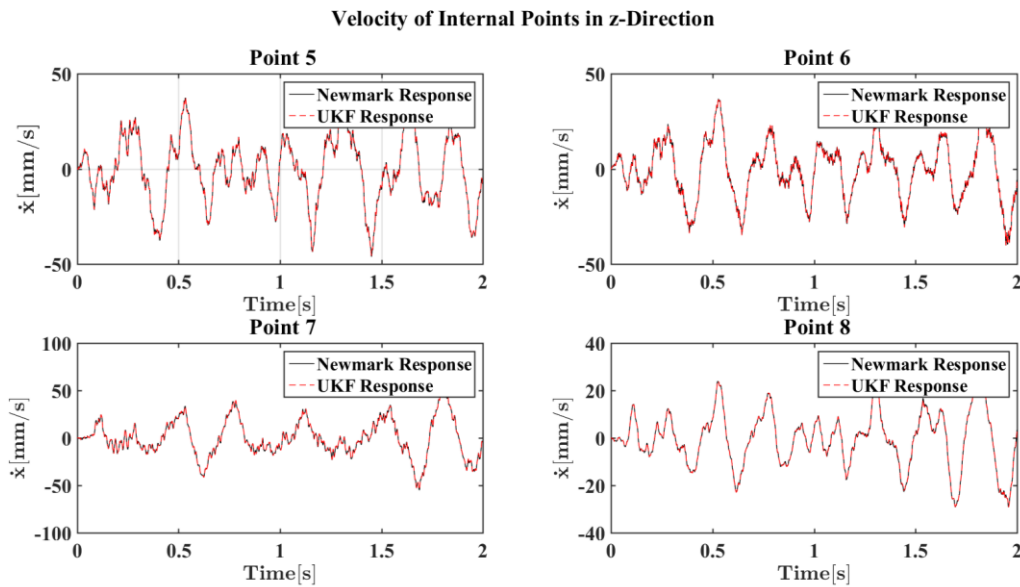 Velocity of Internal Points in z-Direction
Point 5
50
0
-50
ẋ[mm/s]
Newmark Response
UKF Response
0 0.5 1 1.5 2
Time[s]
Point 6
50
0
-50
ẋ[mm/s]
Newmark Response
UKF Response
0 0.5 1 1.5 2
Time[s]
Point 7
100
50
0
-50
-100
ẋ[mm/s]
Newmark Response
UKF Response
0 0.5 1 1.5 2
Time[s]
Point 8
40
20
0
-20
-40
ẋ[mm/s]
Newmark Response
UKF Response
0 0.5 1 1.5 2
Time[s]